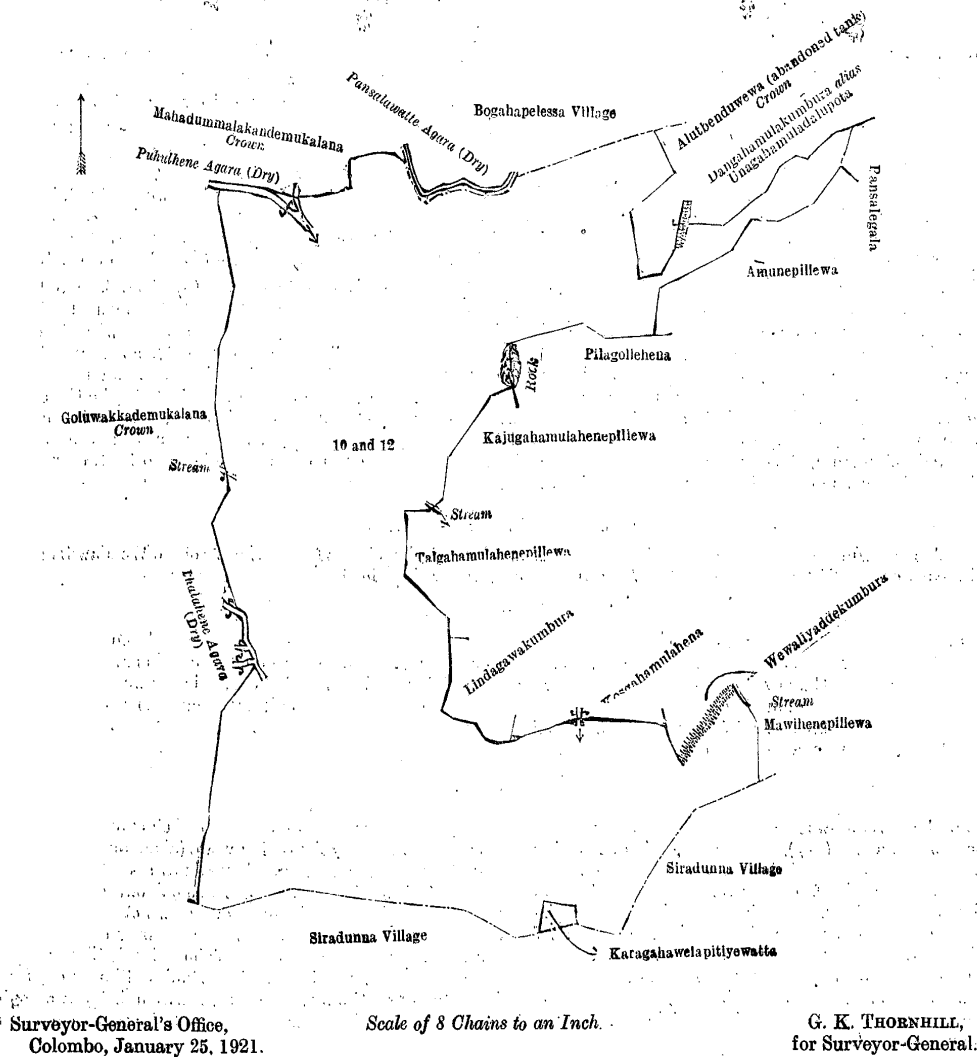 Alutbenduwewa (abandoned tank)
Crown
Dangahamulakumbura alias
Unagahamuladalupota
Pansalawatte Agara (Dry)
Bogahapelessa Village
Mahadummalakandemukalana
Crown
Puhulhene Agara (Dry)
Pansalegala
Amunepillewa
Pilagollehena
Rock
Goluwakkademukalana
Crown
10 and 12
Kajugahamulahenepillewa
Stream
Stream
Talgahamulahenepillewa
Thalahene Agara
(Dry)
Lindagawakumbura
Kosgahamulahena
Wewaliyaddekumbura
Stream
Mawihenepillewa
Siradunna Village
Siradunna Village
Karagahawelapitiyewatta
Surveyor-General's Office,
Colombo, January 25, 1921.
Scale of 8 Chains to an Inch.
G. K. THORNHILL,
for Surveyor-General.